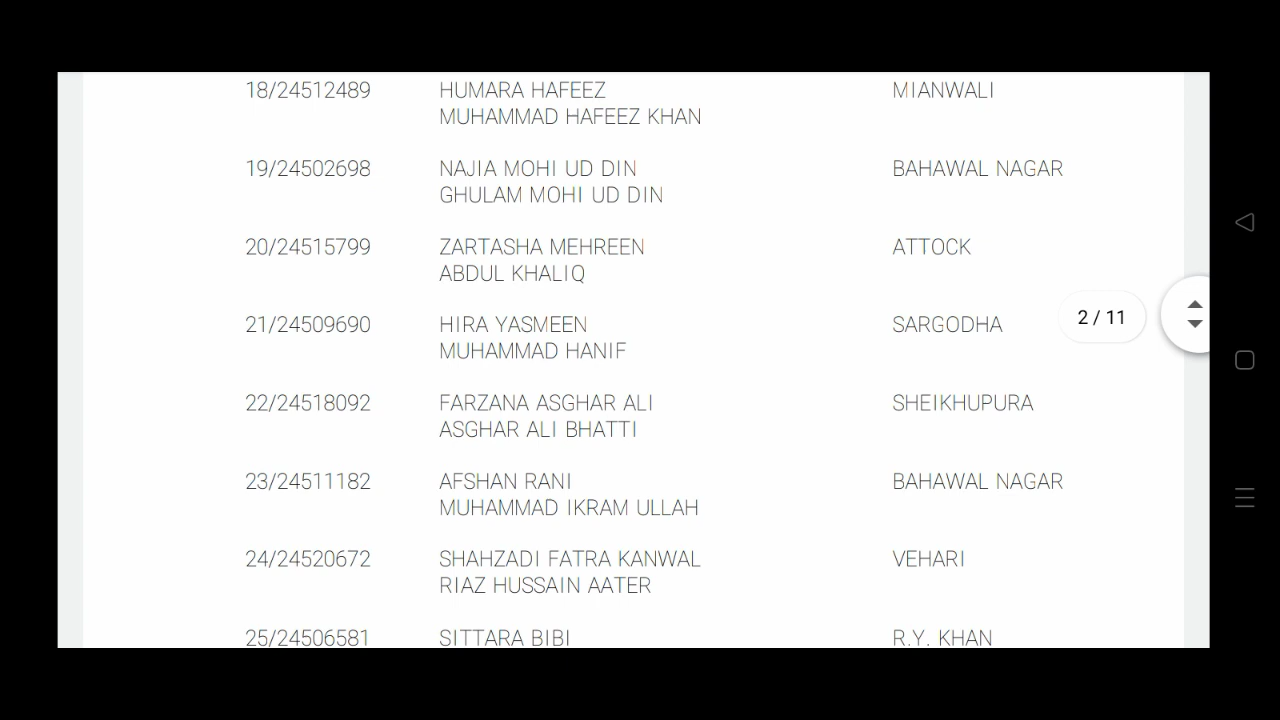 18/24512489 HUMARA HAFEEZ MIANWALI
MUHAMMAD HAFEEZ KHAN
19/24502698 NAJIA MOHI UD DIN BAHAWAL NAGAR
GHULAM MOHI UD DIN
20/24515799 ZARTASHA MEHREEN ATTOCK
ABDUL KHALIQ
21/24509690 HIRA YASMEEN SARGODHA
2 / 11
MUHAMMAD HANIF
22/24518092 FARZANA ASGHAR ALI SHEIKHUPURA
ASGHAR ALI BHATTI
23/24511182 AFSHAN RANI BAHAWAL NAGAR
MUHAMMAD IKRAM ULLAH
24/24520672 SHAHZADI FATRA KANWAL VEHARI
RIAZ HUSSAIN AATER
25/24506581 SITTARA BIBI R.Y. KHAN